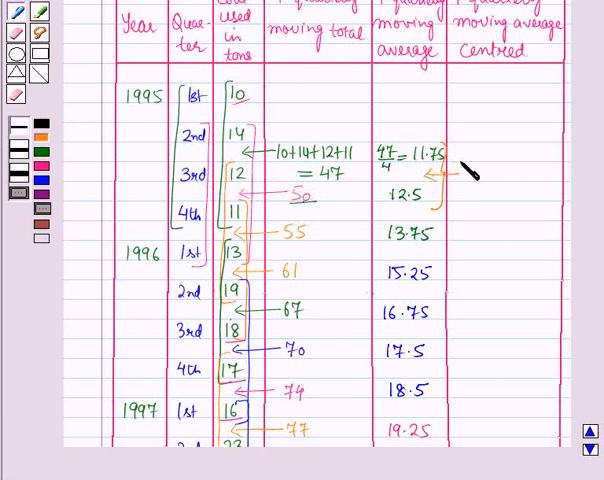 Year Quar- used moving total moving moving average
ter in average Centred
tons
1995 1st 10
2nd 14
10+14+12+11 47/4 = 11.75
3rd 12 = 47
50 12.5
4th 11
55 13.75
1996 1st 13
61 15.25
2nd 19
67 16.75
3rd 18
70 17.5
4th 17
74 18.5
1997 1st 16
77 19.25
23